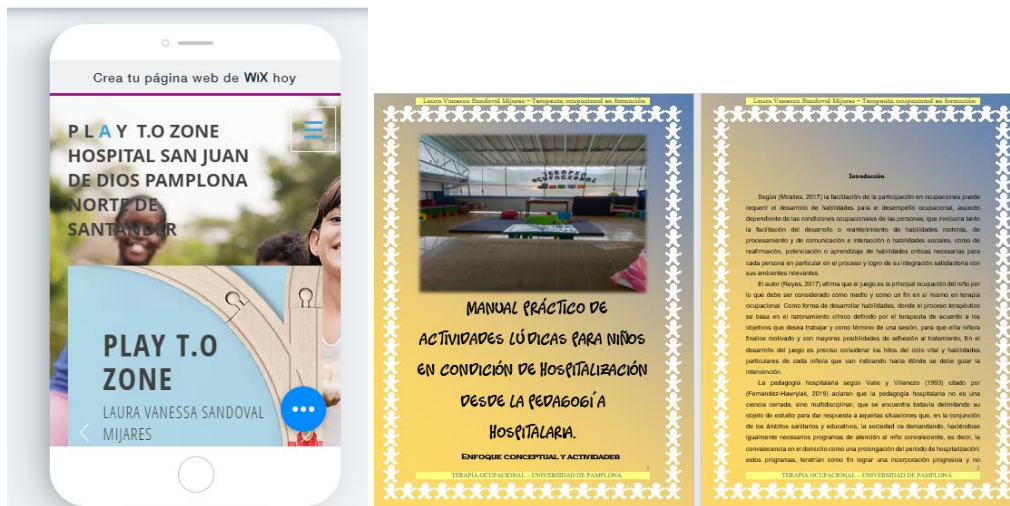 Crea tu página web de WiX hoy
PLAY T.O ZONE
HOSPITAL SAN JUAN
DE DIOS PAMPLONA
NORTE DE
SANTANDER
PLAY T.O
ZONE
LAURA VANESSA SANDOVAL
MIJARES
Laura Vanessa Sandoval Mijares – Terapeuta ocupacional en formación
TERAPIA
OCUPACIONAL
MANUAL PRÁCTICO DE
ACTIVIDADES LÚDICAS PARA NIÑOS
EN CONDICIÓN DE HOSPITALIZACIÓN
DESDE LA PEDAGOGÍA
HOSPITALARIA.
ENFOQUE CONCEPTUAL Y ACTIVIDADES
1
TERAPIA OCUPACIONAL – UNIVERSIDAD DE PAMPLONA
Laura Vanessa Sandoval Mijares – Terapeuta ocupacional en formación
Introducción
Según (Miralles, 2017) la facilitación de la participación en ocupaciones puede
requerir el desarrollo de habilidades para el desempeño ocupacional, aspecto
dependiente de las condiciones ocupacionales de las personas, que involucra tanto
la facilitación del desarrollo o mantenimiento de habilidades motoras, de
procesamiento y de comunicación e interacción o habilidades sociales, como de
reafirmación, potenciación o aprendizaje de habilidades críticas necesarias para
cada persona en particular en el proceso y logro de su integración satisfactoria con
sus ambientes relevantes.
El autor (Reyes, 2017) afirma que el juego es la principal ocupación del niño por
lo que debe ser considerado como medio y como un fin en si mismo en terapia
ocupacional. Como forma de desarrollar habilidades, donde el proceso terapéutico
se basa en el razonamiento clínico definido por el terapeuta de acuerdo a los
objetivos que desea trabajar y como término de una sesión, para que el/la niño/a
finalice motivado y con mayores posibilidades de adhesión al tratamiento, En el
desarrollo del juego es preciso considerar los hitos del ciclo vital y habilidades
particulares de cada niño/a que van indicando hacia dónde se debe guiar la
intervención.
La pedagogía hospitalaria según Valle y Villanezo (1993) citado por
(Fernandez-Hawrylak, 2019) aclaran que la pedagogía hospitalaria no es una
ciencia cerrada, sino multidisciplinar, que se encuentra todavía delimitando su
objeto de estudio para dar respuesta a aquellas situaciones que, en la conjunción
de los ámbitos sanitarios y educativos, la sociedad va demandando, haciéndose
igualmente necesarios programas de atención al niño convaleciente, es decir, la
convalecencia en el domicilio como una prolongación del periodo de hospitalización;
estos programas, tendrían como fin lograr una incorporación progresiva y no
2
TERAPIA OCUPACIONAL – UNIVERSIDAD DE PAMPLONA